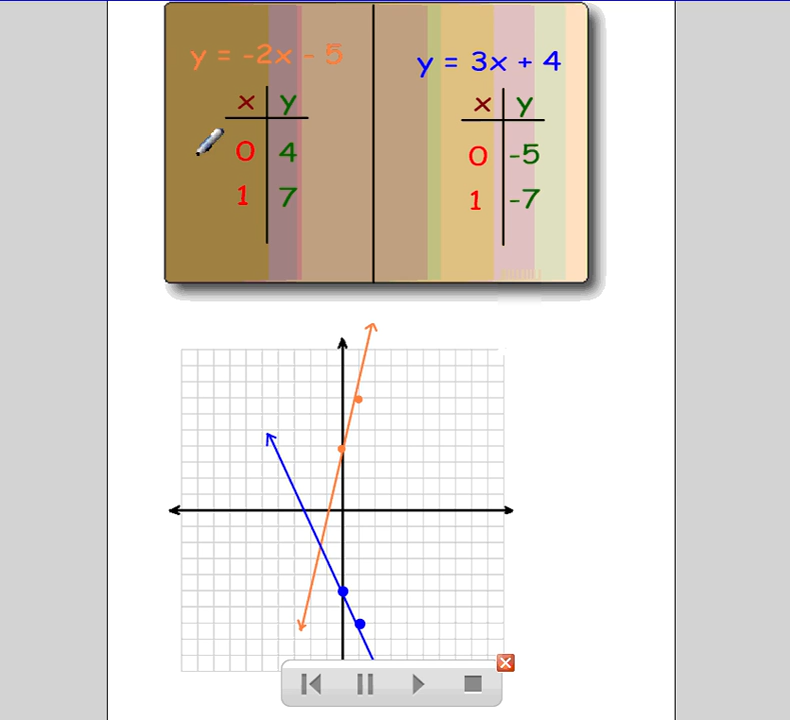 y = -2x - 5
x y
0 4
1 7
y = 3x + 4
x y
0 -5
1 -7